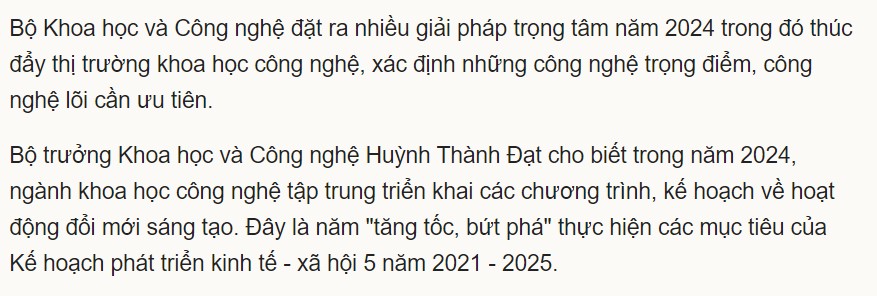 Bộ Khoa học và Công nghệ đặt ra nhiều giải pháp trọng tâm năm 2024 trong đó thúc
đẩy thị trường khoa học công nghệ, xác định những công nghệ trọng điểm, công
nghệ lõi cần ưu tiên.
Bộ trưởng Khoa học và Công nghệ Huỳnh Thành Đạt cho biết trong năm 2024,
ngành khoa học công nghệ tập trung triển khai các chương trình, kế hoạch về hoạt
động đổi mới sáng tạo. Đây là năm "tăng tốc, bứt phá" thực hiện các mục tiêu của
Kế hoạch phát triển kinh tế - xã hội 5 năm 2021 - 2025.